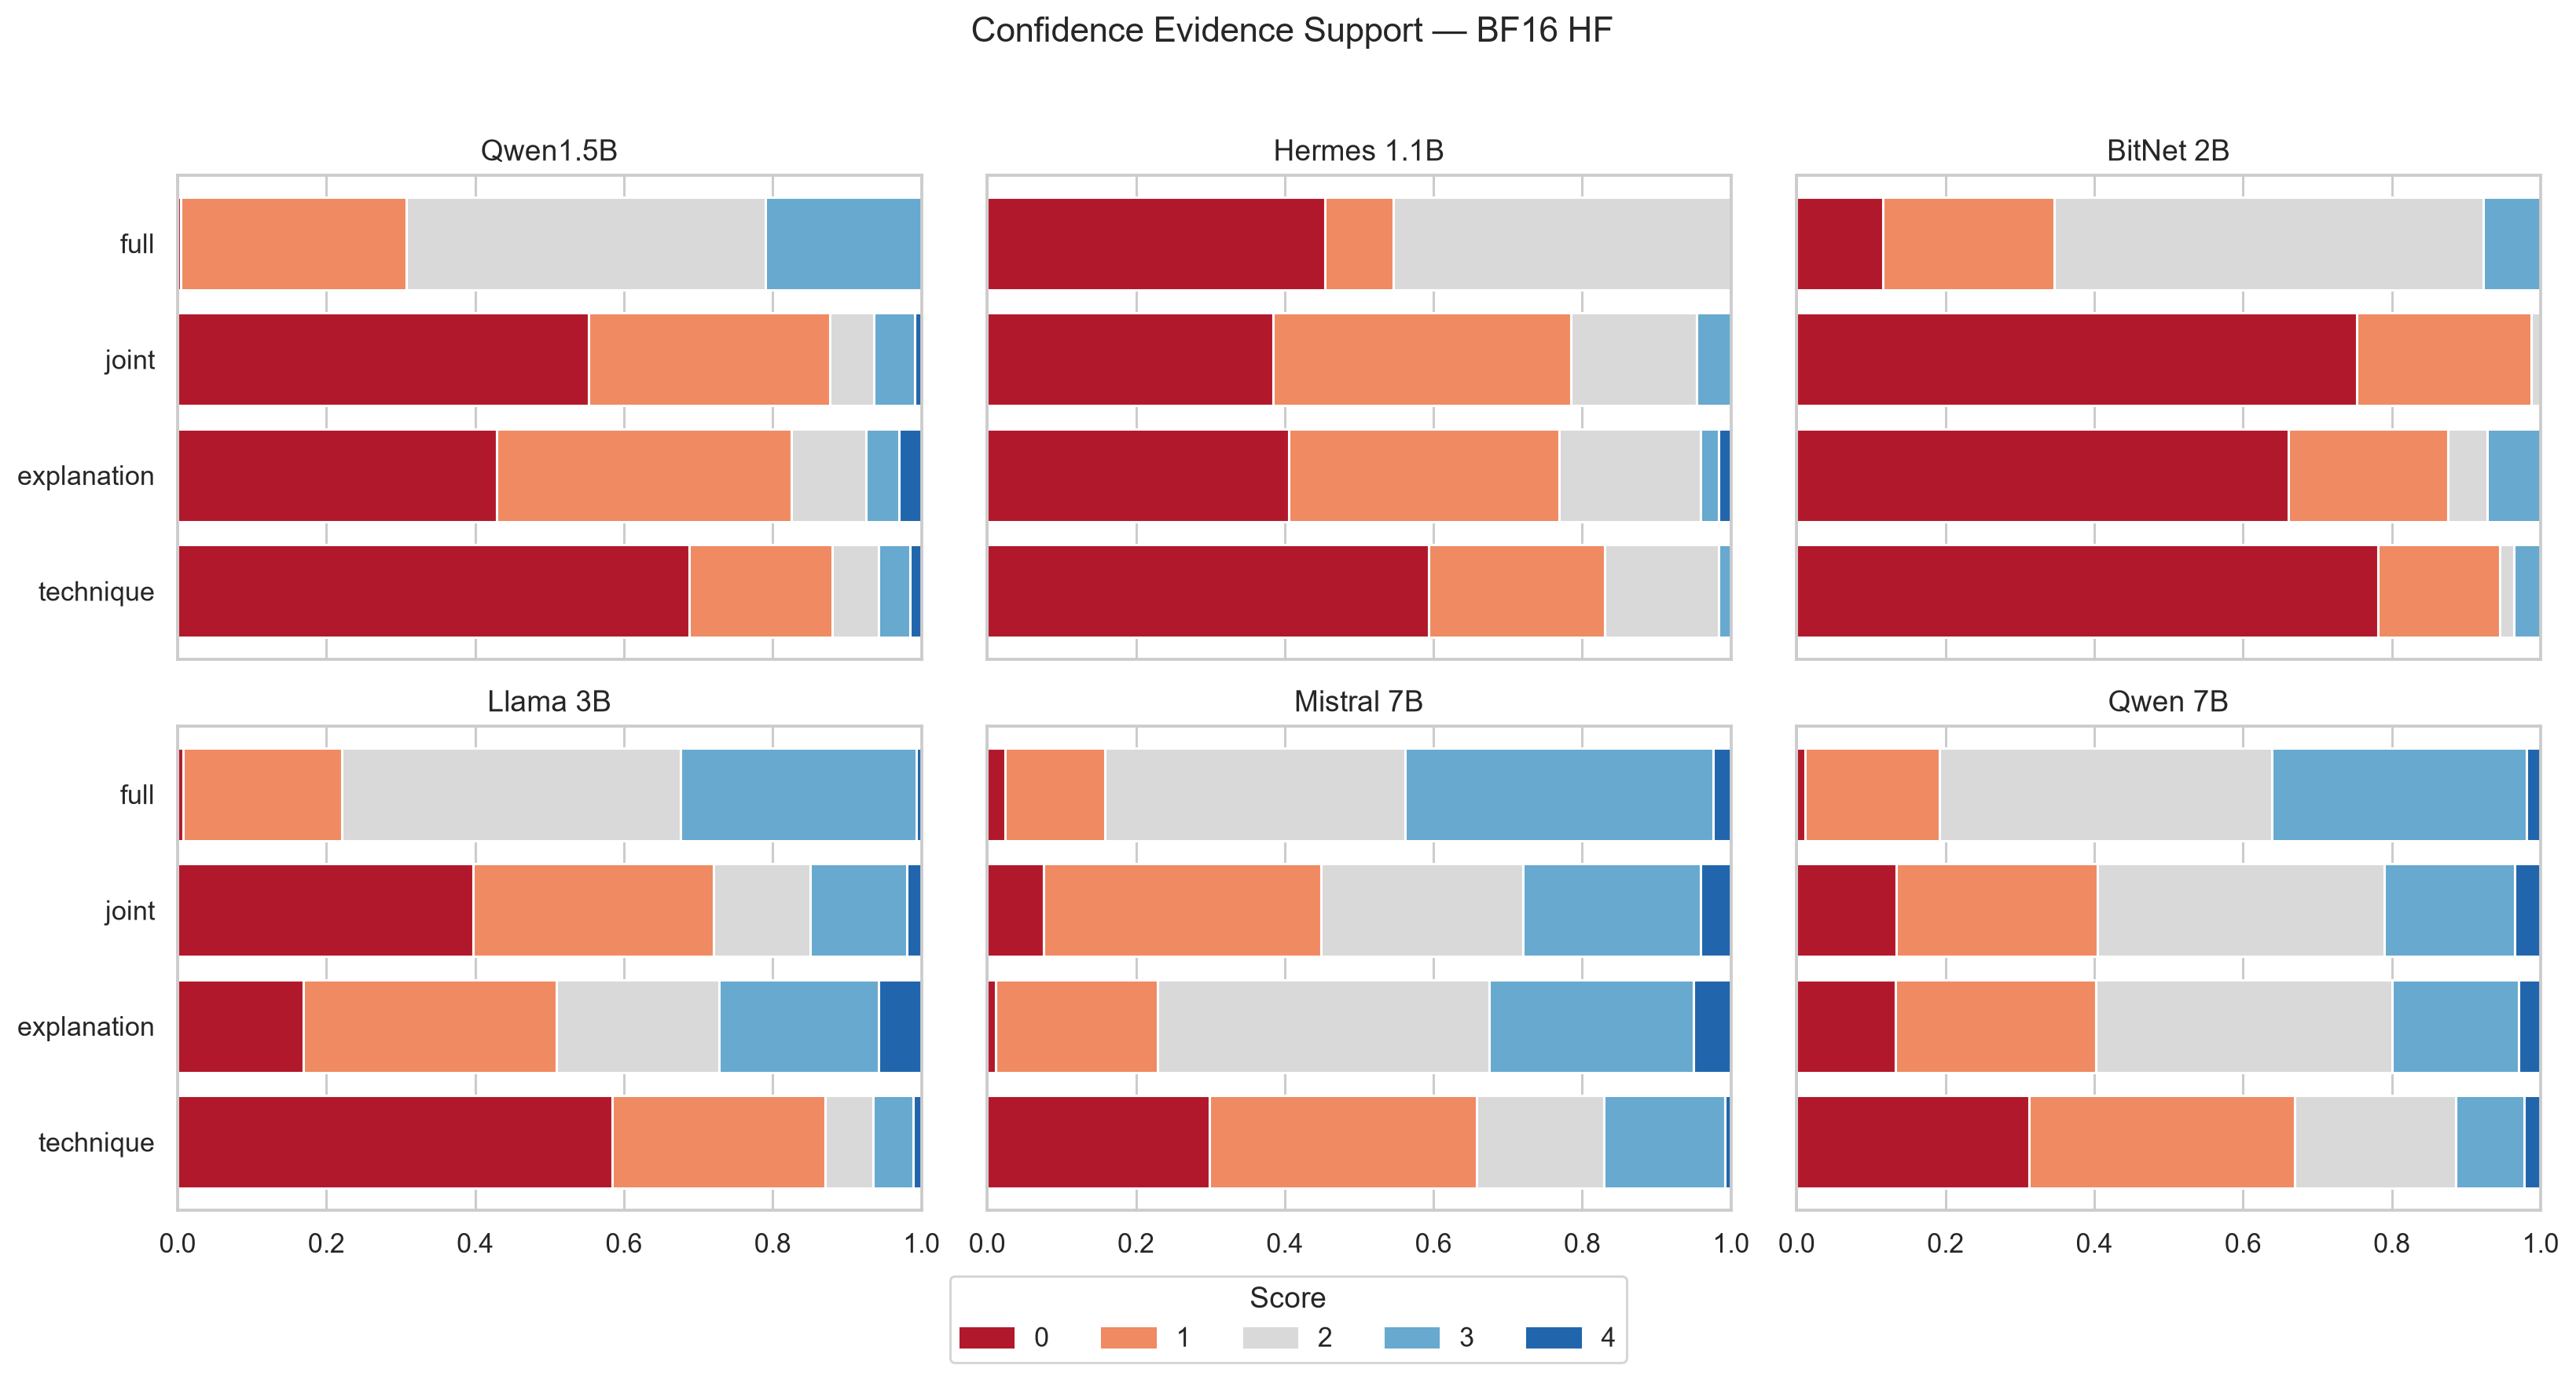 Confidence Evidence Support — BF16 HF
Qwen1.5B
Hermes 1.1B
BitNet 2B
full
joint
explanation
technique
Llama 3B
Mistral 7B
Qwen 7B
full
joint
explanation
technique
0.0 0.2 0.4 0.6 0.8 1.0
0.0 0.2 0.4 0.6 0.8 1.0
0.0 0.2 0.4 0.6 0.8 1.0
Score
0 1 2 3 4